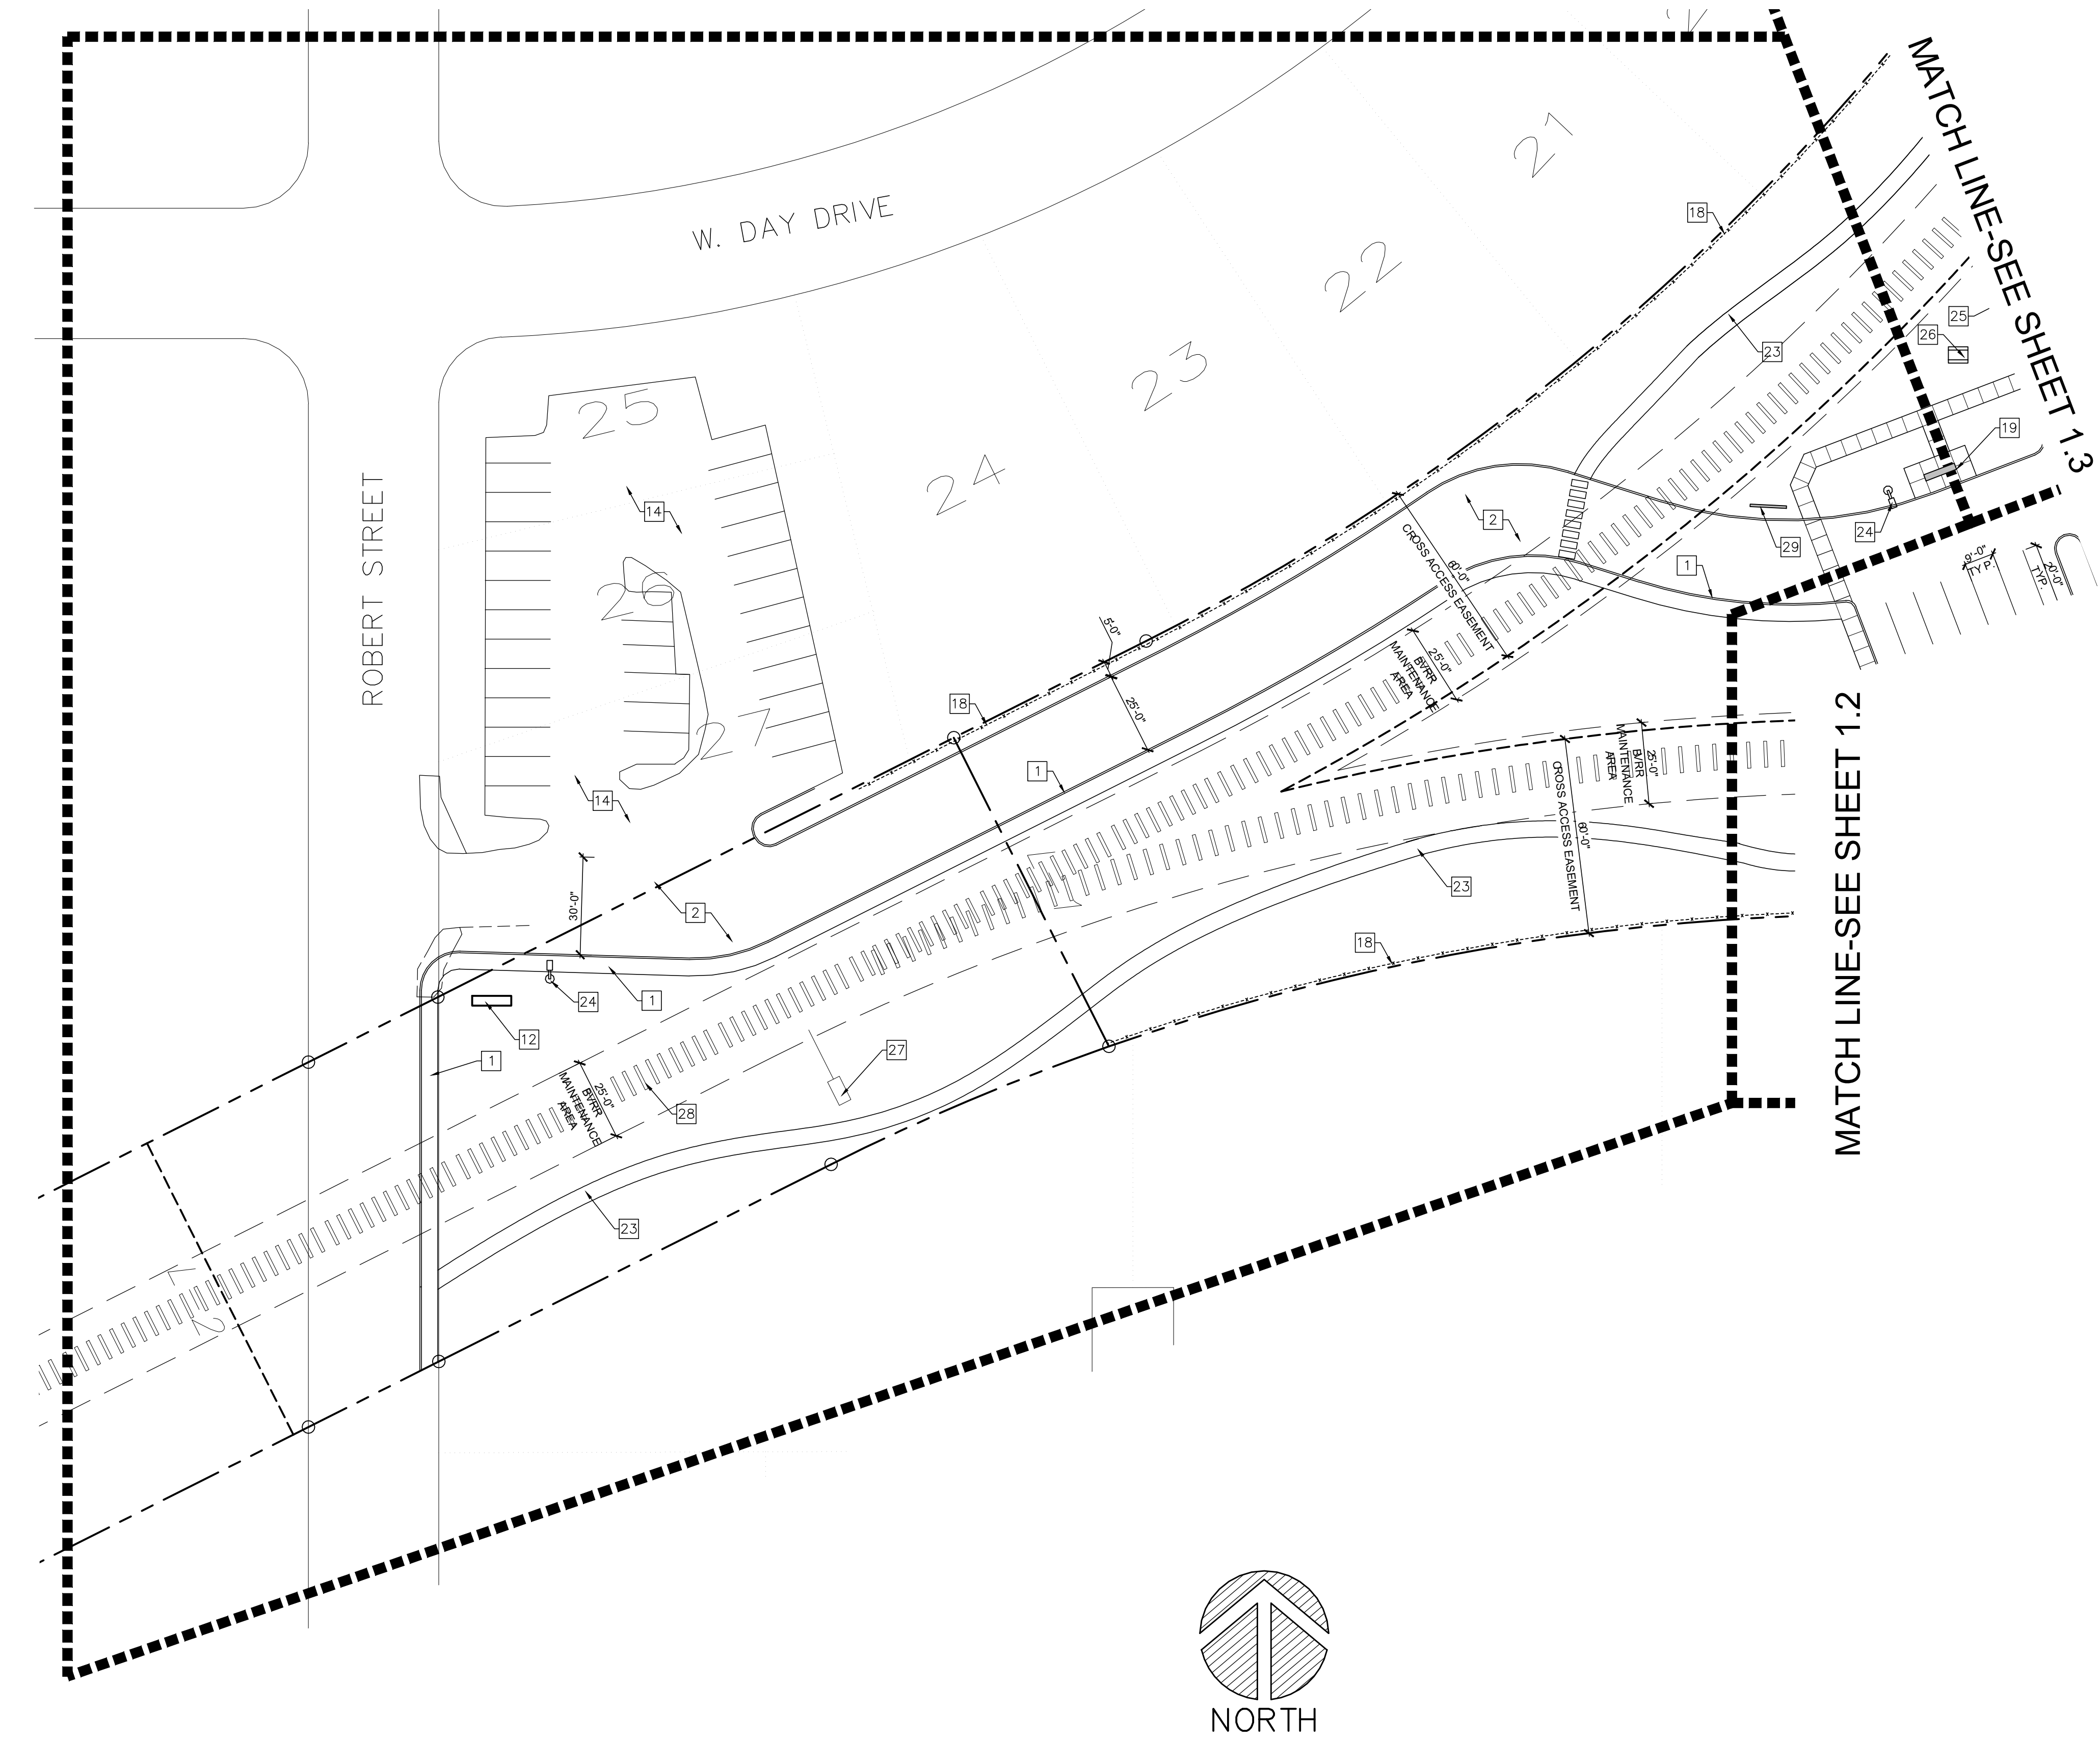 MATCH LINE-SEE SHEET 1.3
21
18
W. DAY DRIVE
22
25
26
23
23
25
19
ROBERT STREET
24
14
2
24
29
CROSS ACCESS EASEMENT
60'-0"
9'-0"
TYP.
20'-0"
TYP.
1
26
5'-0"
25'-0"
BVRR
MAINTENANCE
AREA
18
25'-0"
27
1
25'-0"
BVRR
MAINTENANCE
AREA
14
CROSS ACCESS EASEMENT
60'-0"
MATCH LINE-SEE SHEET 1.2
23
30'-0"
2
18
24
1
12
27
1
25'-0"
BVRR
MAINTENANCE
AREA
28
23
NORTH